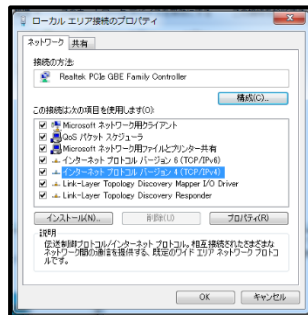 ローカル エリア接続のプロパティ
ネットワーク 共有
接続の方法:
Realtek PCIe GBE Family Controller
構成(C)...
この接続は次の項目を使用します(O):
Microsoft ネットワーク用クライアント
QoS パケット スケジューラ
Microsoft ネットワーク用ファイルとプリンター共有
インターネット プロトコル バージョン 6 (TCP/IPv6)
インターネット プロトコル バージョン 4 (TCP/IPv4)
Link-Layer Topology Discovery Mapper I/O Driver
Link-Layer Topology Discovery Responder
インストール(N)... 削除(U) プロパティ(R)
説明
伝送制御プロトコル/インターネット プロトコル。相互接続されたさまざまな
ネットワーク間の通信を提供する、既定のワイド エリア ネットワーク プロトコ
ルです。
OK キャンセル